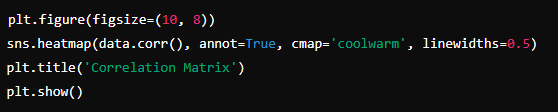 plt.figure(figsize=(10, 8))
sns.heatmap(data.corr(), annot=True, cmap='coolwarm', linewidths=0.5)
plt.title('Correlation Matrix')
plt.show()